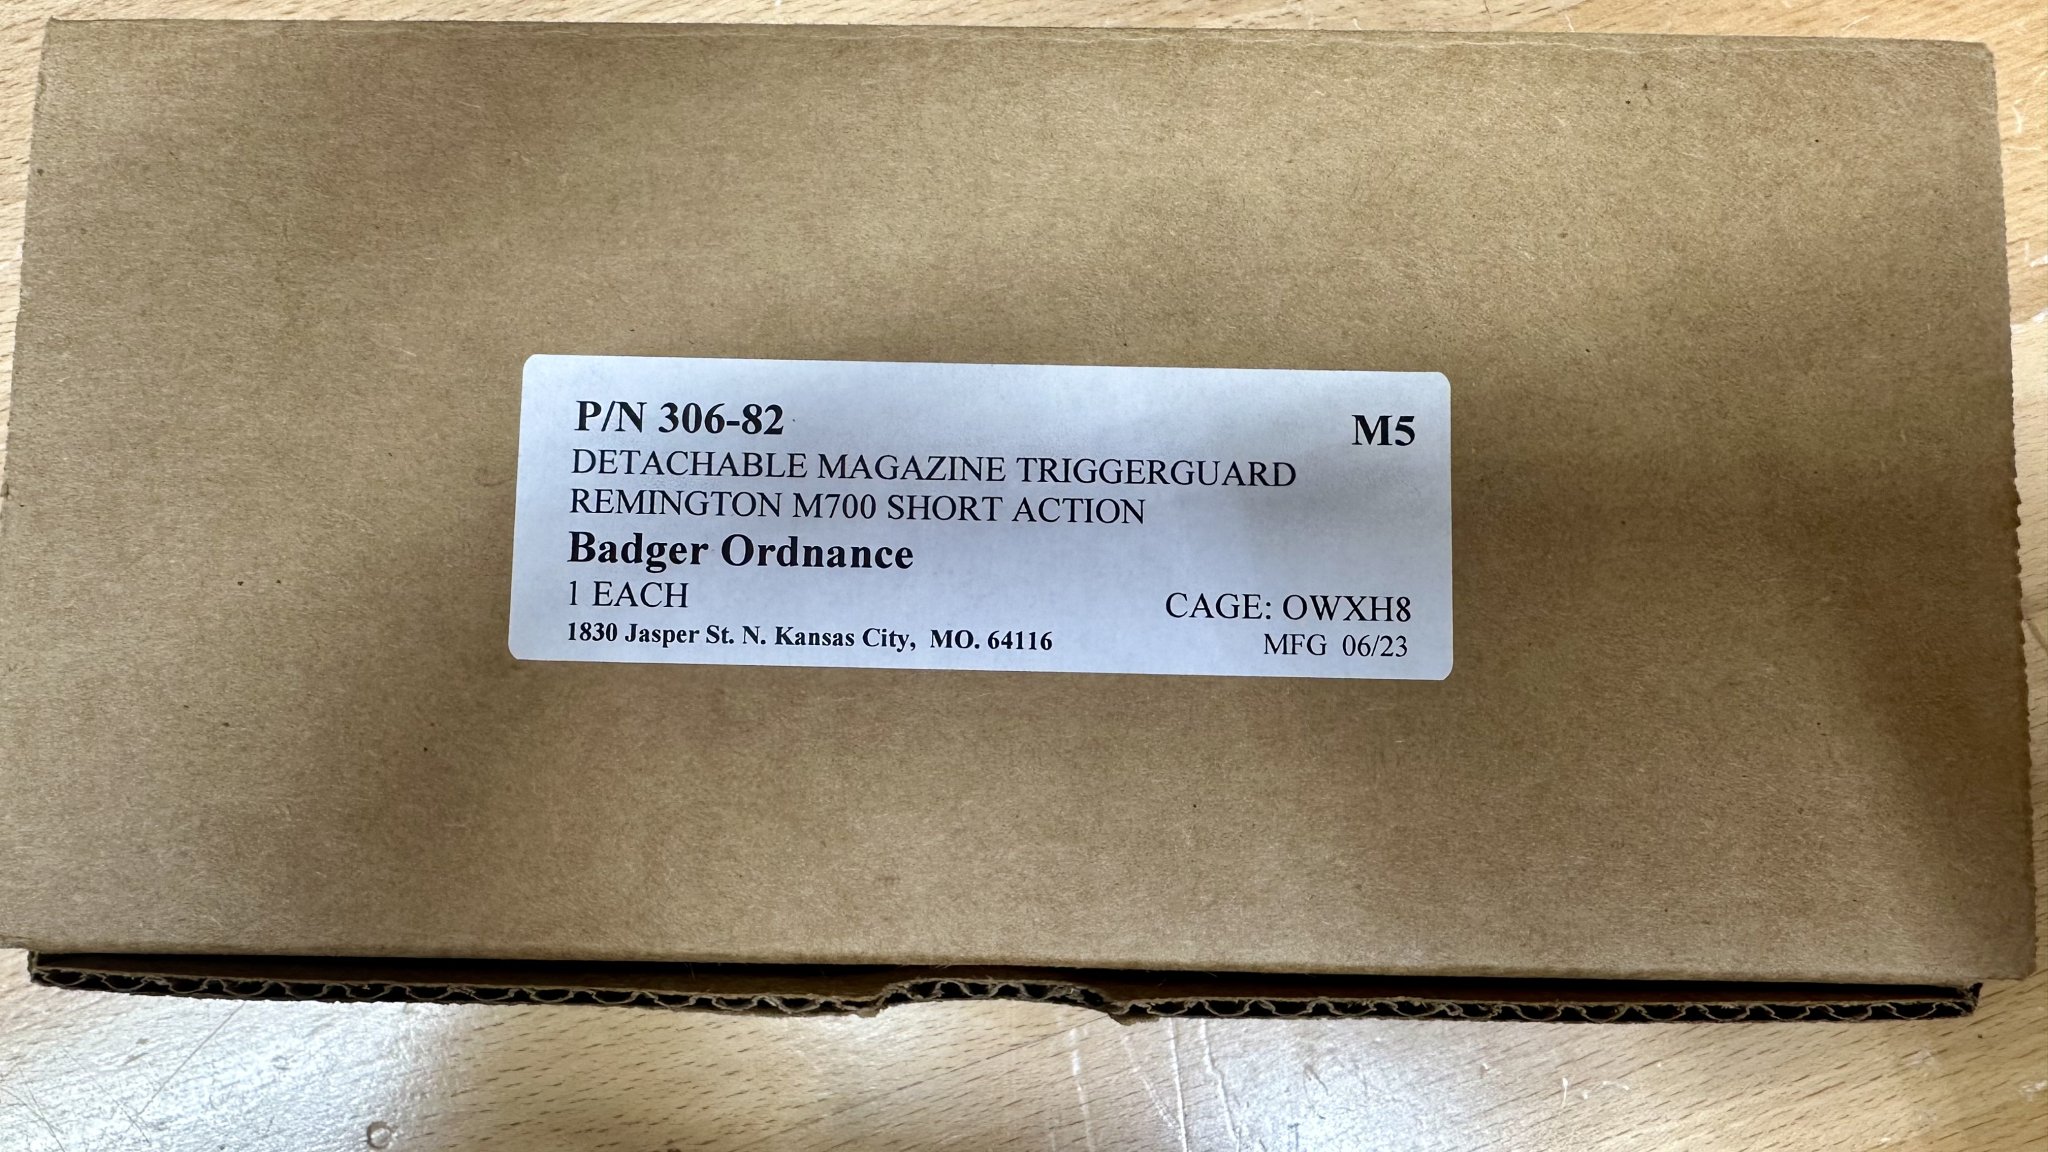 P/N 306-82 M5
DETACHABLE MAGAZINE TRIGGERGUARD
REMINGTON M700 SHORT ACTION
Badger Ordnance
1 EACH CAGE: OWXH8
1830 Jasper St. N. Kansas City, MO. 64116 MFG 06/23